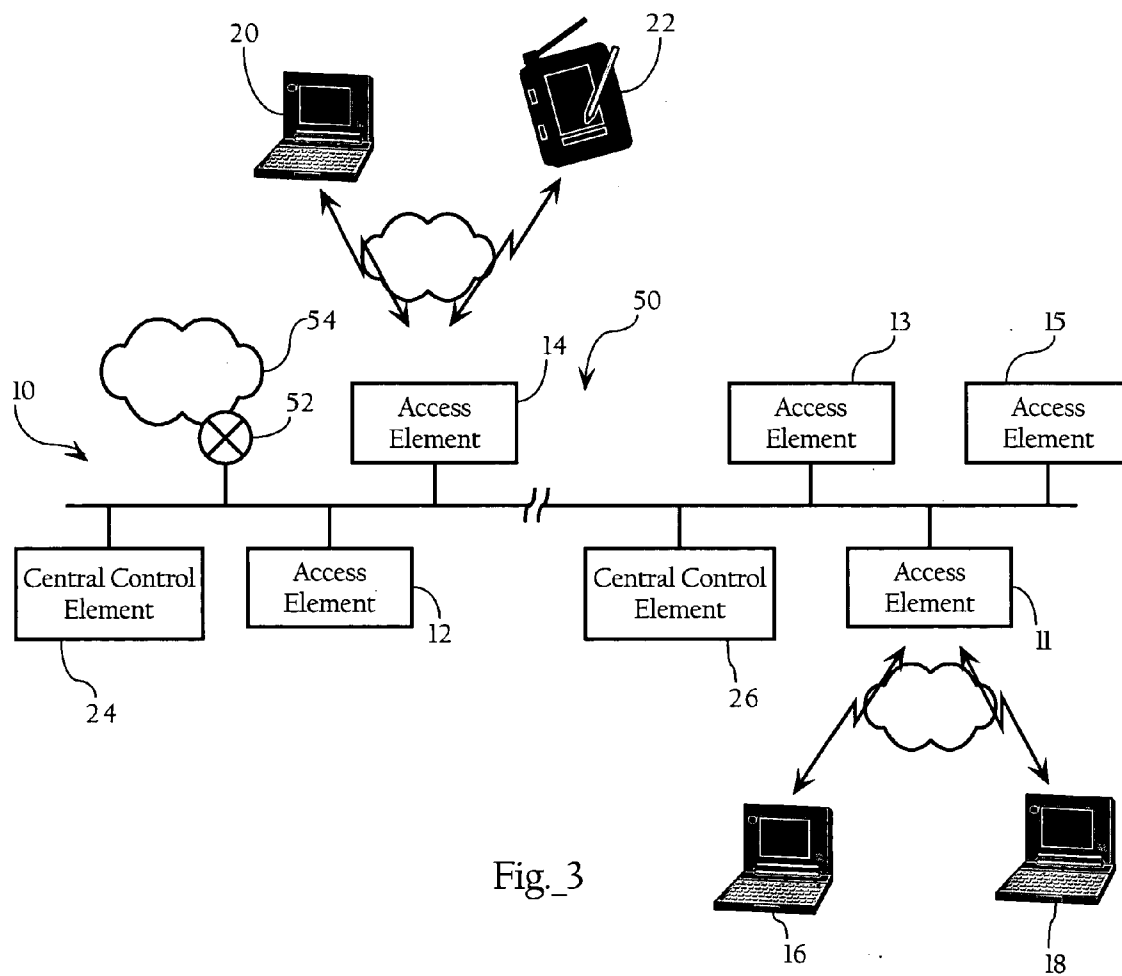 20
22
54
50
14
13
15
10
52
Access
Element
Access
Element
Access
Element
Central Control
Element
Access
Element
Central Control
Element
Access
Element
24
12
26
11
Fig._3
16
18